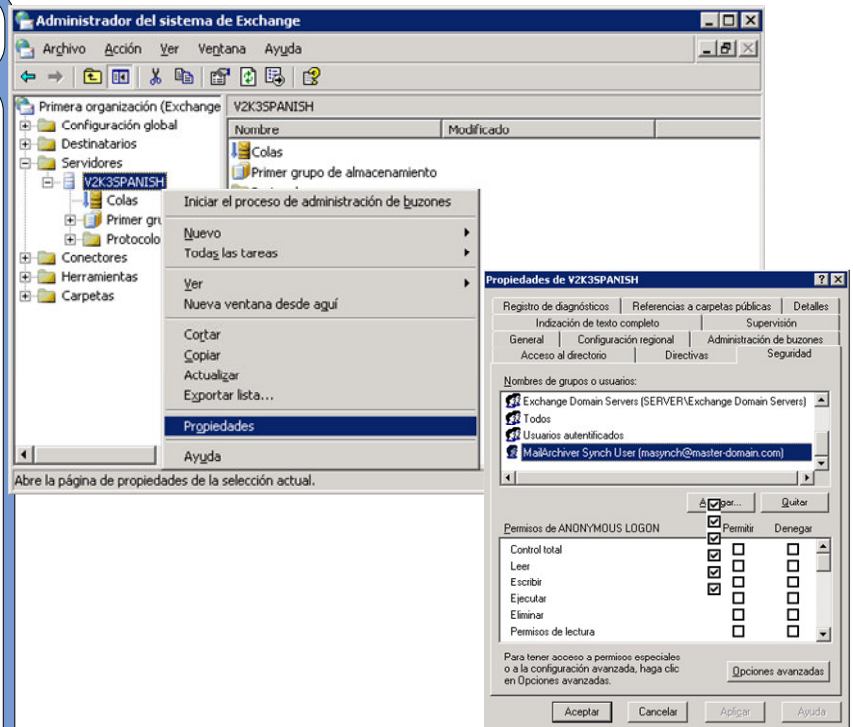 Administrador del sistema de Exchange
Archivo Acción Ver Ventana Ayuda
Primera organización (Exchange
Configuración global
Destinatarios
Servidores
V2K3SPANISH
Colas
Primer gru
Protocolo
Conectores
Herramientas
Carpetas
V2K3SPANISH
Nombre Modificado
Colas
Primer grupo de almacenamiento
Iniciar el proceso de administración de buzones
Nuevo
Todas las tareas
Ver
Nueva ventana desde aquí
Cortar
Copiar
Actualizar
Exportar lista...
Propiedades
Ayuda
Abre la página de propiedades de la selección actual.
Propiedades de V2K3SPANISH
Registro de diagnósticos Referencias a carpetas públicas Detalles
Indización de texto completo Supervisión
General Configuración regional Administración de buzones
Acceso al directorio Directivas Seguridad
Nombres de grupos o usuarios:
Exchange Domain Servers (SERVER\Exchange Domain Servers)
Todos
Usuarios autentificados
MailArchiver Synch User (masynch@master-domain.com)
Quitar
Permisos de ANONYMOUS LOGON Permitir Denegar
Control total
Leer
Escribir
Ejecutar
Eliminar
Permisos de lectura
Para tener acceso a permisos especiales
o a la configuración avanzada, haga clic
en Opciones avanzadas.
Opciones avanzadas
Aceptar Cancelar Aplicar Ayuda